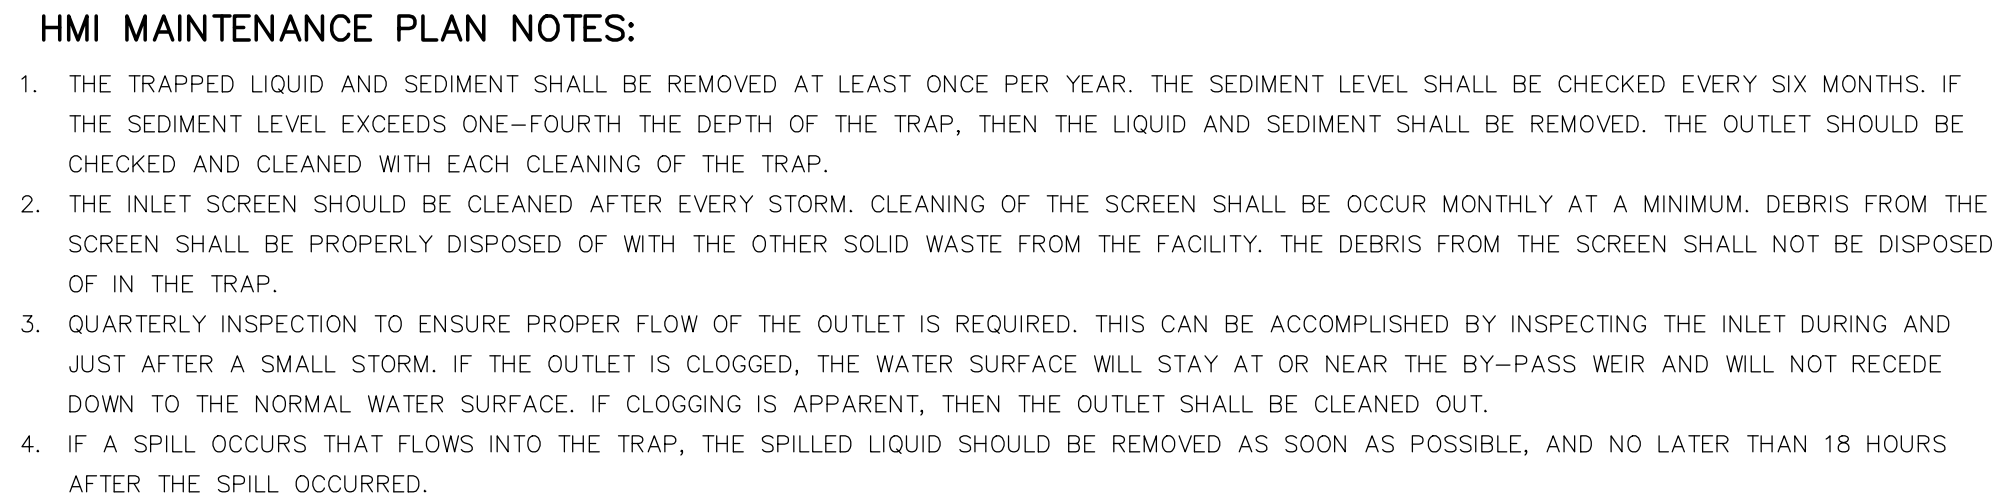 HMI MAINTENANCE PLAN NOTES:
1. THE TRAPPED LIQUID AND SEDIMENT SHALL BE REMOVED AT LEAST ONCE PER YEAR. THE SEDIMENT LEVEL SHALL BE CHECKED EVERY SIX MONTHS. IF
THE SEDIMENT LEVEL EXCEEDS ONE-FOURTH THE DEPTH OF THE TRAP, THEN THE LIQUID AND SEDIMENT SHALL BE REMOVED. THE OUTLET SHOULD BE
CHECKED AND CLEANED WITH EACH CLEANING OF THE TRAP.
2. THE INLET SCREEN SHOULD BE CLEANED AFTER EVERY STORM. CLEANING OF THE SCREEN SHALL BE OCCUR MONTHLY AT A MINIMUM. DEBRIS FROM THE
SCREEN SHALL BE PROPERLY DISPOSED OF WITH THE OTHER SOLID WASTE FROM THE FACILITY. THE DEBRIS FROM THE SCREEN SHALL NOT BE DISPOSED
OF IN THE TRAP.
3. QUARTERLY INSPECTION TO ENSURE PROPER FLOW OF THE OUTLET IS REQUIRED. THIS CAN BE ACCOMPLISHED BY INSPECTING THE INLET DURING AND
JUST AFTER A SMALL STORM. IF THE OUTLET IS CLOGGED, THE WATER SURFACE WILL STAY AT OR NEAR THE BY-PASS WEIR AND WILL NOT RECEDE
DOWN TO THE NORMAL WATER SURFACE. IF CLOGGING IS APPARENT, THEN THE OUTLET SHALL BE CLEANED OUT.
4. IF A SPILL OCCURS THAT FLOWS INTO THE TRAP, THE SPILLED LIQUID SHOULD BE REMOVED AS SOON AS POSSIBLE, AND NO LATER THAN 18 HOURS
AFTER THE SPILL OCCURRED.